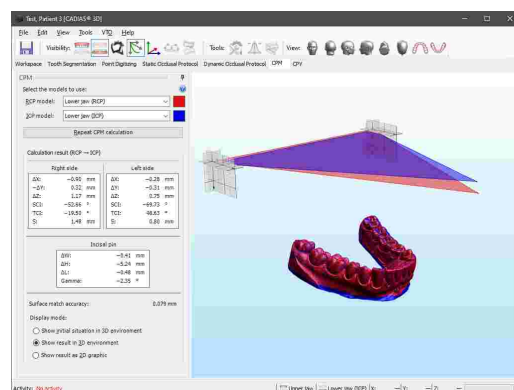 Test, Patient 3 [CADIAS® 3D]
File Edit View Tools VTO Help
Visibility: Tools: View:
Workspace Tooth Segmentation Point Digitizing Static Occlusal Protocol Dynamic Occlusal Protocol CPM CPV
CPM
Select the models to use:
RCP model: Lower jaw (RCP)
ICP model: Lower jaw (ICP)
Repeat CPM calculation
Calculation result (RCP → ICP)
Right side Left side
ΔX: -0.90 mm ΔX: -0.28 mm
-ΔY: 0.22 mm ΔY: -0.31 mm
ΔZ: 1.17 mm ΔZ: 0.75 mm
SCI: -52.66 ° SCI: -69.73 °
TCI: -19.50 ° TCI: 48.63 °
S: 1.49 mm S: 0.80 mm
Incisal pin
ΔW: -0.41 mm
ΔH: -5.24 mm
ΔL: -0.48 mm
Gamma: -2.35 °
Surface match accuracy: 0.079 mm
Display mode:
Show initial situation in 3D environment
Show result in 3D environment
Show result as 2D graphic
Activity: No activity Upper jaw Lower jaw (ICP) X: -- Y: -- Z: --